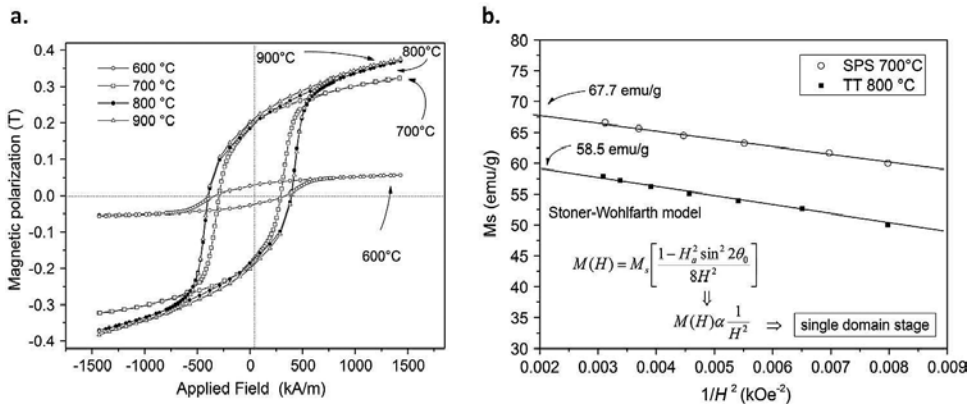 a.
Magnetic polarization (T)
0.4
0.3
0.2
0.1
0.0
-0.1
-0.2
-0.3
-0.4
600 °C
700 °C
800 °C
900 °C
900°C
800°C
700°C
600°C
-1500 -1000 -500 0 500 1000 1500
Applied Field (kA/m)
b.
Ms (emu/g)
80
75
70
65
60
55
50
45
40
35
30
SPS 700°C
TT 800 °C
67.7 emu/g
58.5 emu/g
Stoner-Wohlfarth model
M(H) = Ms[(1 − Ha² sin² 2θ0)/(8H²)]
⇓
M(H)α 1/H² ⇒ single domain stage
0.002 0.003 0.004 0.005 0.006 0.007 0.008 0.009
1/H² (kOe⁻²)